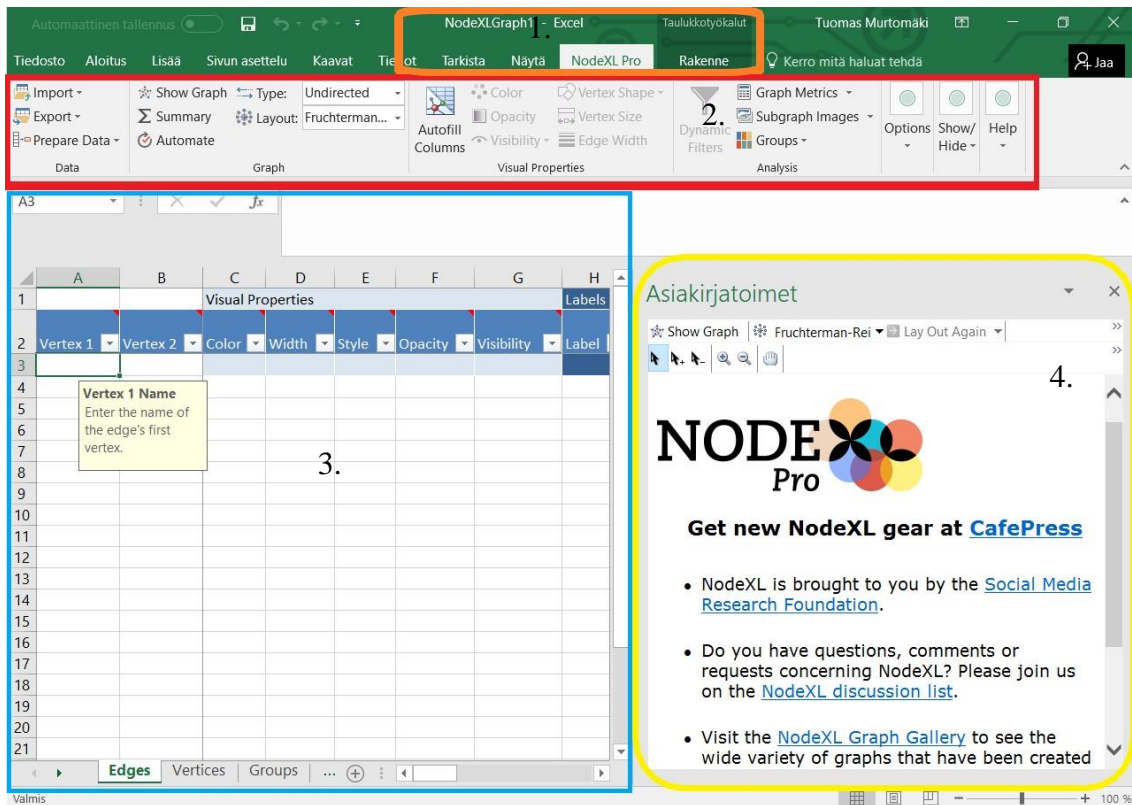 Automaattinen tallennus NodeXLGraph1 - Excel Taulukkotyökalut Tuomas Murtomäki
1.
Tiedosto Aloitus Lisää Sivun asettelu Kaavat Tiedot Tarkista Näytä NodeXL Pro Rakenne Kerro mitä haluat tehdä Jaa
Import Show Graph Type: Undirected Color Vertex Shape Graph Metrics
Export Summary Layout: Fruchterman... Opacity Vertex Size 2. Subgraph Images
Prepare Data Automate Autofill Columns Visibility Edge Width Dynamic Filters Groups Options Show/ Hide Help
Data Graph Visual Properties Analysis
A3 fx
A B C D E F G H
1 Visual Properties Labels
2 Vertex 1 Vertex 2 Color Width Style Opacity Visibility Label
3
4
5
6
7
8
9
10
11
12
13
14
15
16
17
18
19
20
21
Vertex 1 Name
Enter the name of
the edge's first
vertex.
3.
Edges Vertices Groups ...
Valmis
Asiakirjatoimet
Show Graph Fruchterman-Rei Lay Out Again
4.
NODEXL
Pro
Get new NodeXL gear at CafePress
• NodeXL is brought to you by the Social Media
Research Foundation.
• Do you have questions, comments or
requests concerning NodeXL? Please join us
on the NodeXL discussion list.
• Visit the NodeXL Graph Gallery to see the
wide variety of graphs that have been created
100 %